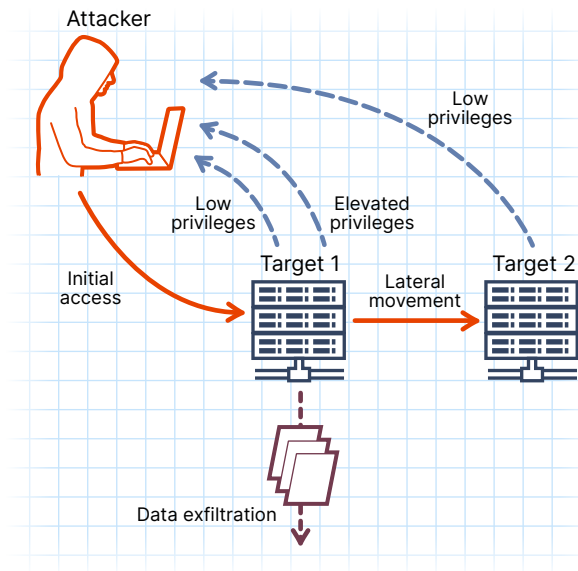 Attacker
Low
privileges
Low
privileges
Elevated
privileges
Target 1
Target 2
Initial
access
Lateral
movement
Data exfiltration